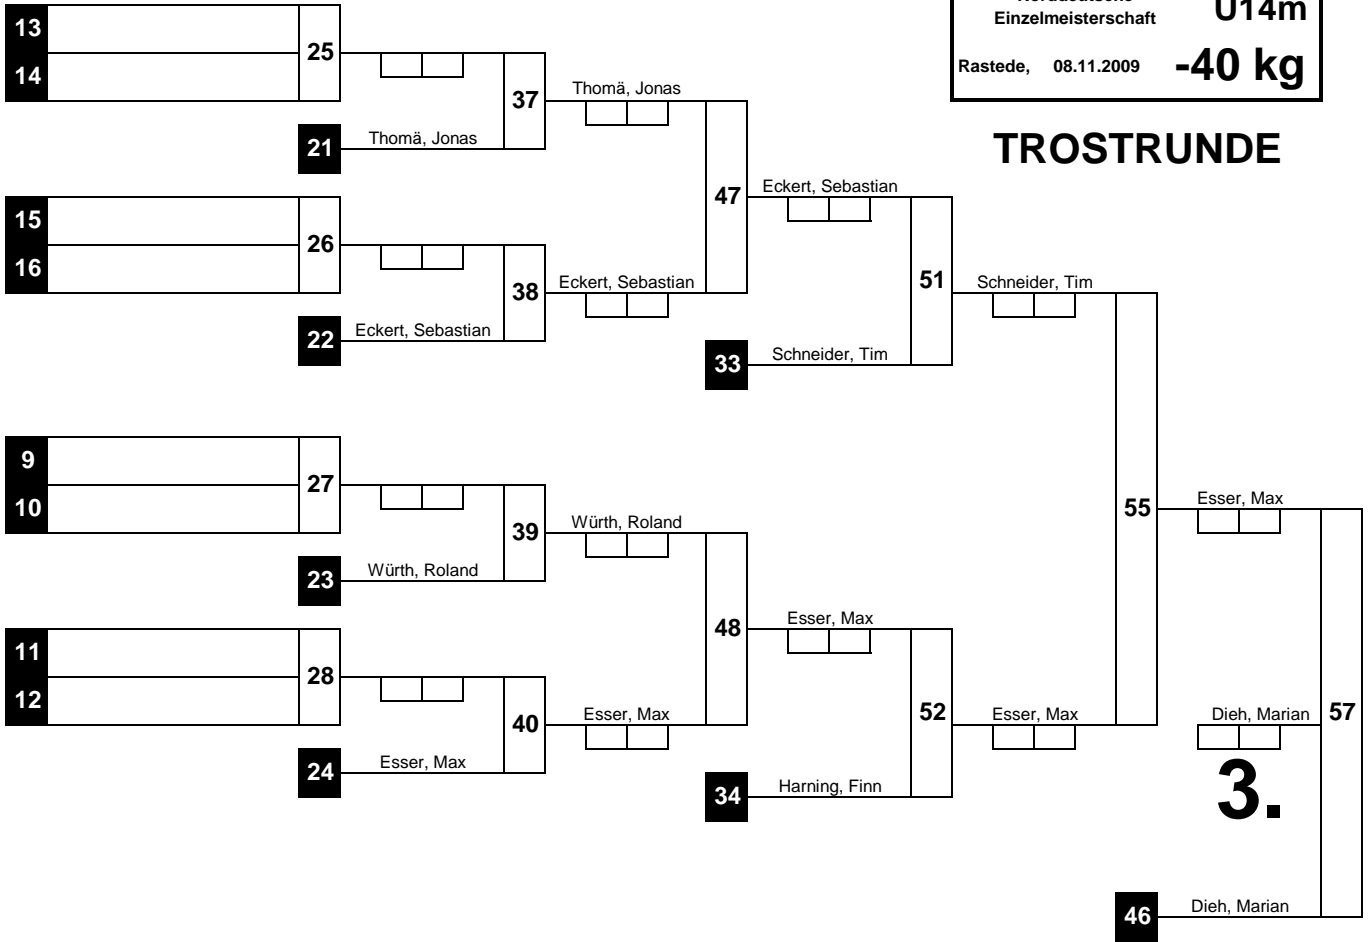 Norddeutsche
Einzelmeisterschaft
U14m
Rastede, 08.11.2009
-40 kg
TROSTRUNDE
13
14
25
21
Thomä, Jonas
37
Thomä, Jonas
15
16
26
22
Eckert, Sebastian
38
Eckert, Sebastian
47
Eckert, Sebastian
33
Schneider, Tim
51
Schneider, Tim
9
10
27
23
Würth, Roland
39
Würth, Roland
11
12
28
24
Esser, Max
40
Esser, Max
48
Esser, Max
34
Harning, Finn
52
Esser, Max
55
Esser, Max
46
Dieh, Marian
57
Dieh, Marian
3.